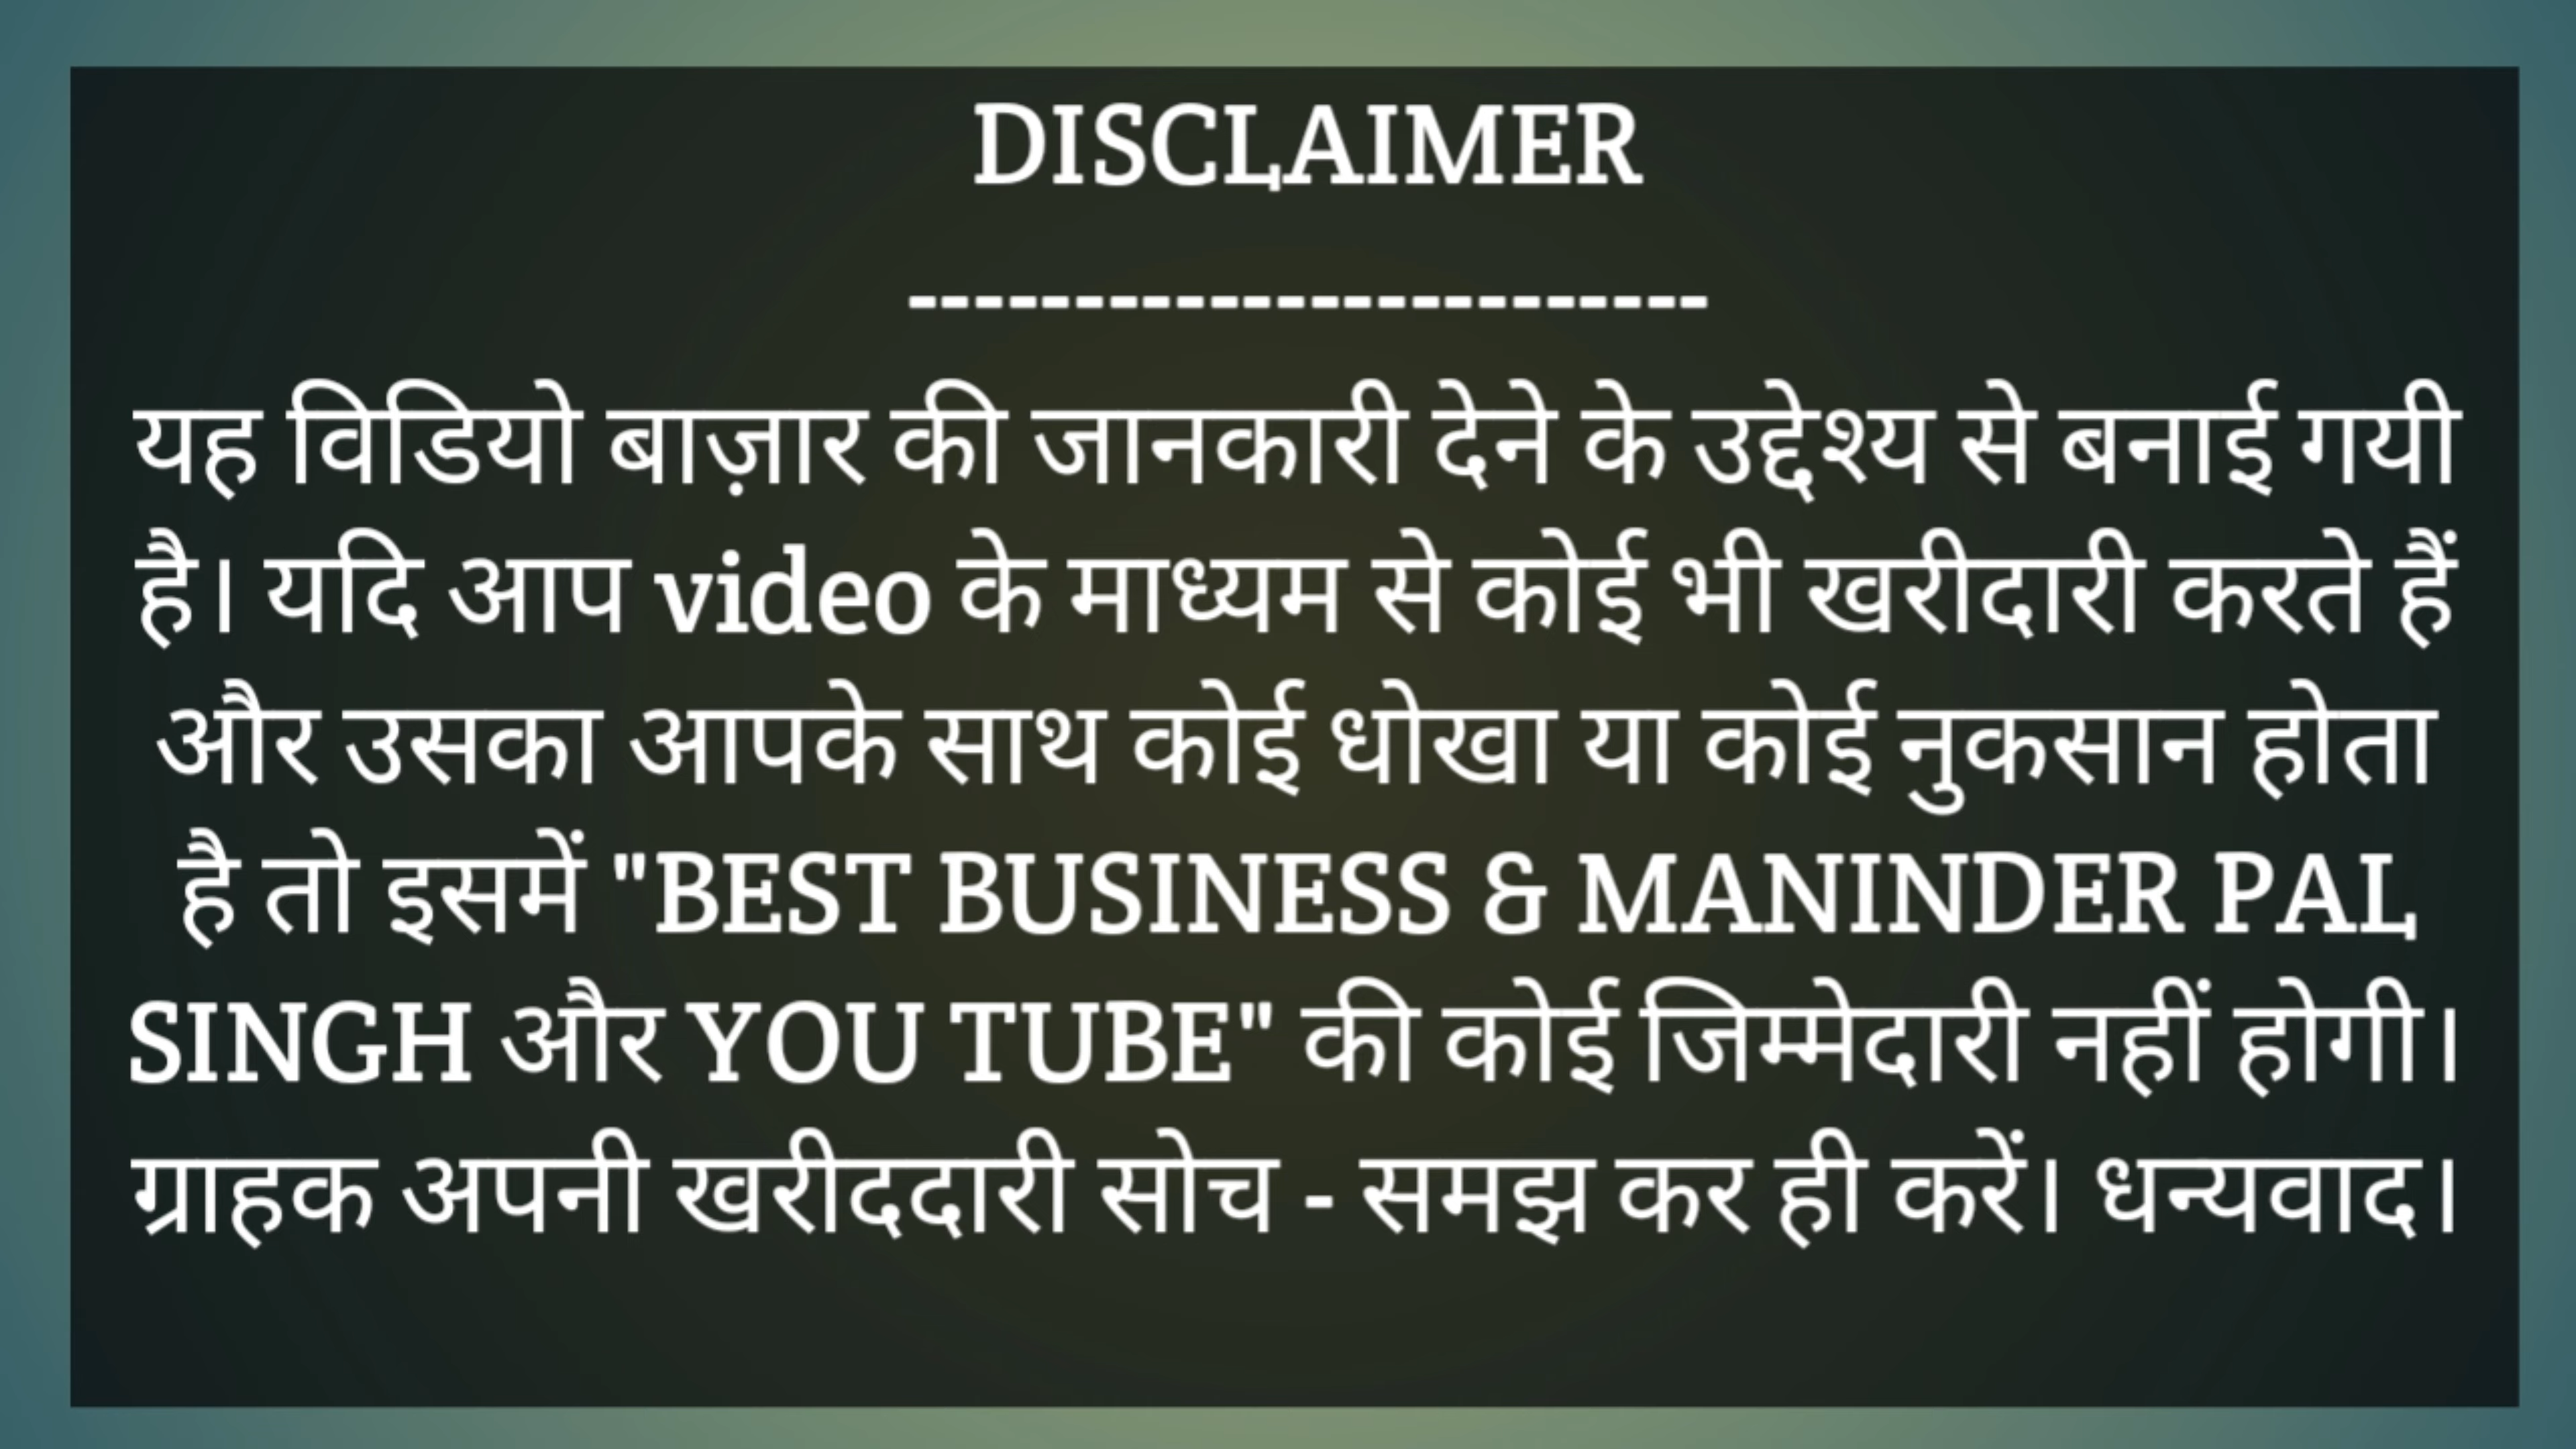 DISCLAIMER
-------------------------
यह विडियो बाज़ार की जानकारी देने के उद्देश्य से बनाई गयी
है। यदि आप video के माध्यम से कोई भी खरीदारी करते हैं
और उसका आपके साथ कोई धोखा या कोई नुकसान होता
है तो इसमें "BEST BUSINESS & MANINDER PAL
SINGH और YOU TUBE" की कोई जिम्मेदारी नहीं होगी।
ग्राहक अपनी खरीददारी सोच - समझ कर ही करें। धन्यवाद।